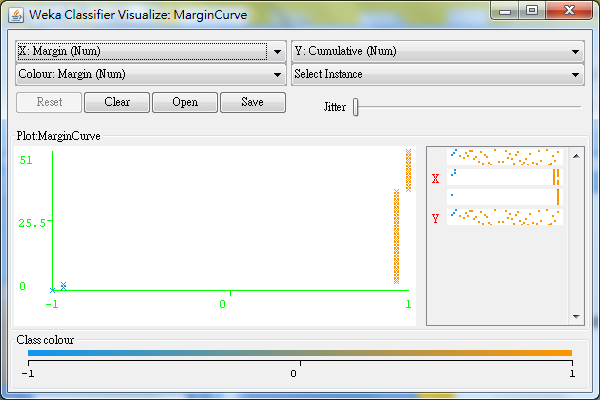 Weka Classifier Visualize: MarginCurve
X: Margin (Num)
Y: Cumulative (Num)
Colour: Margin (Num)
Select Instance
Reset
Clear
Open
Save
Jitter
Plot:MarginCurve
51
25.5
0
-1
0
1
X
Y
Class colour
-1
0
1